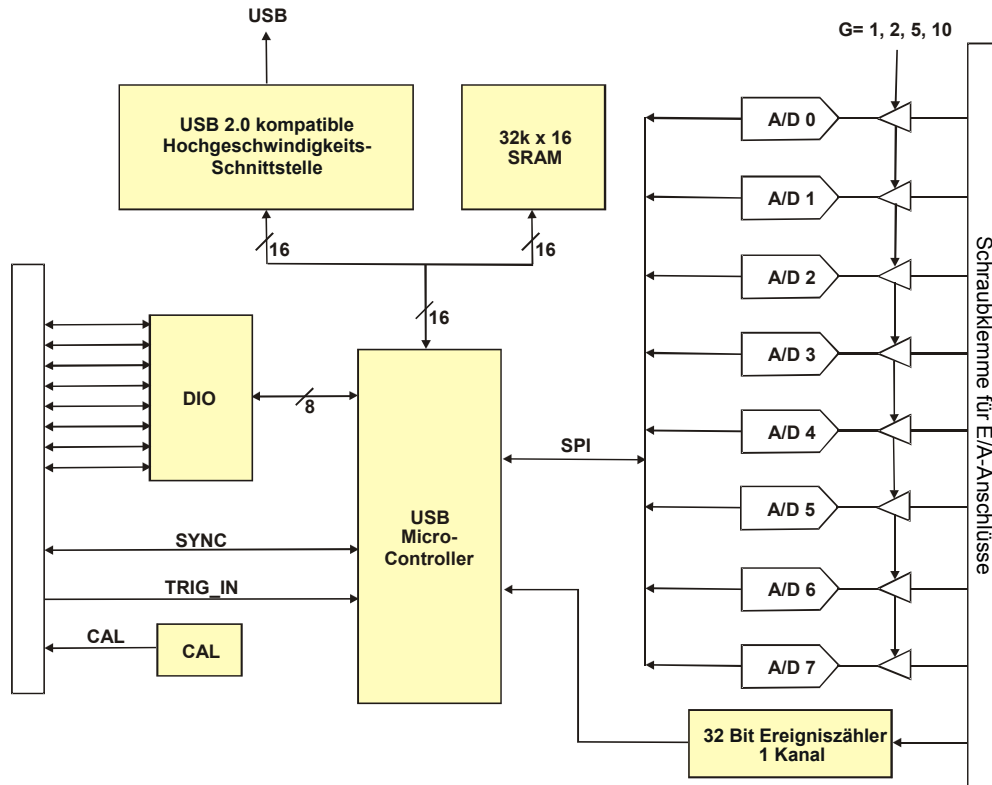 USB
G= 1, 2, 5, 10
USB 2.0 kompatible
Hochgeschwindigkeits-
Schnittstelle
32k x 16
SRAM
A/D 0
A/D 1
16
16
A/D 2
16
A/D 3
DIO
8
A/D 4
SPI
USB
Micro-
Controller
A/D 5
SYNC
TRIG_IN
A/D 6
CAL
CAL
A/D 7
32 Bit Ereigniszähler
1 Kanal
Schraubklemme für E/A-Anschlüsse